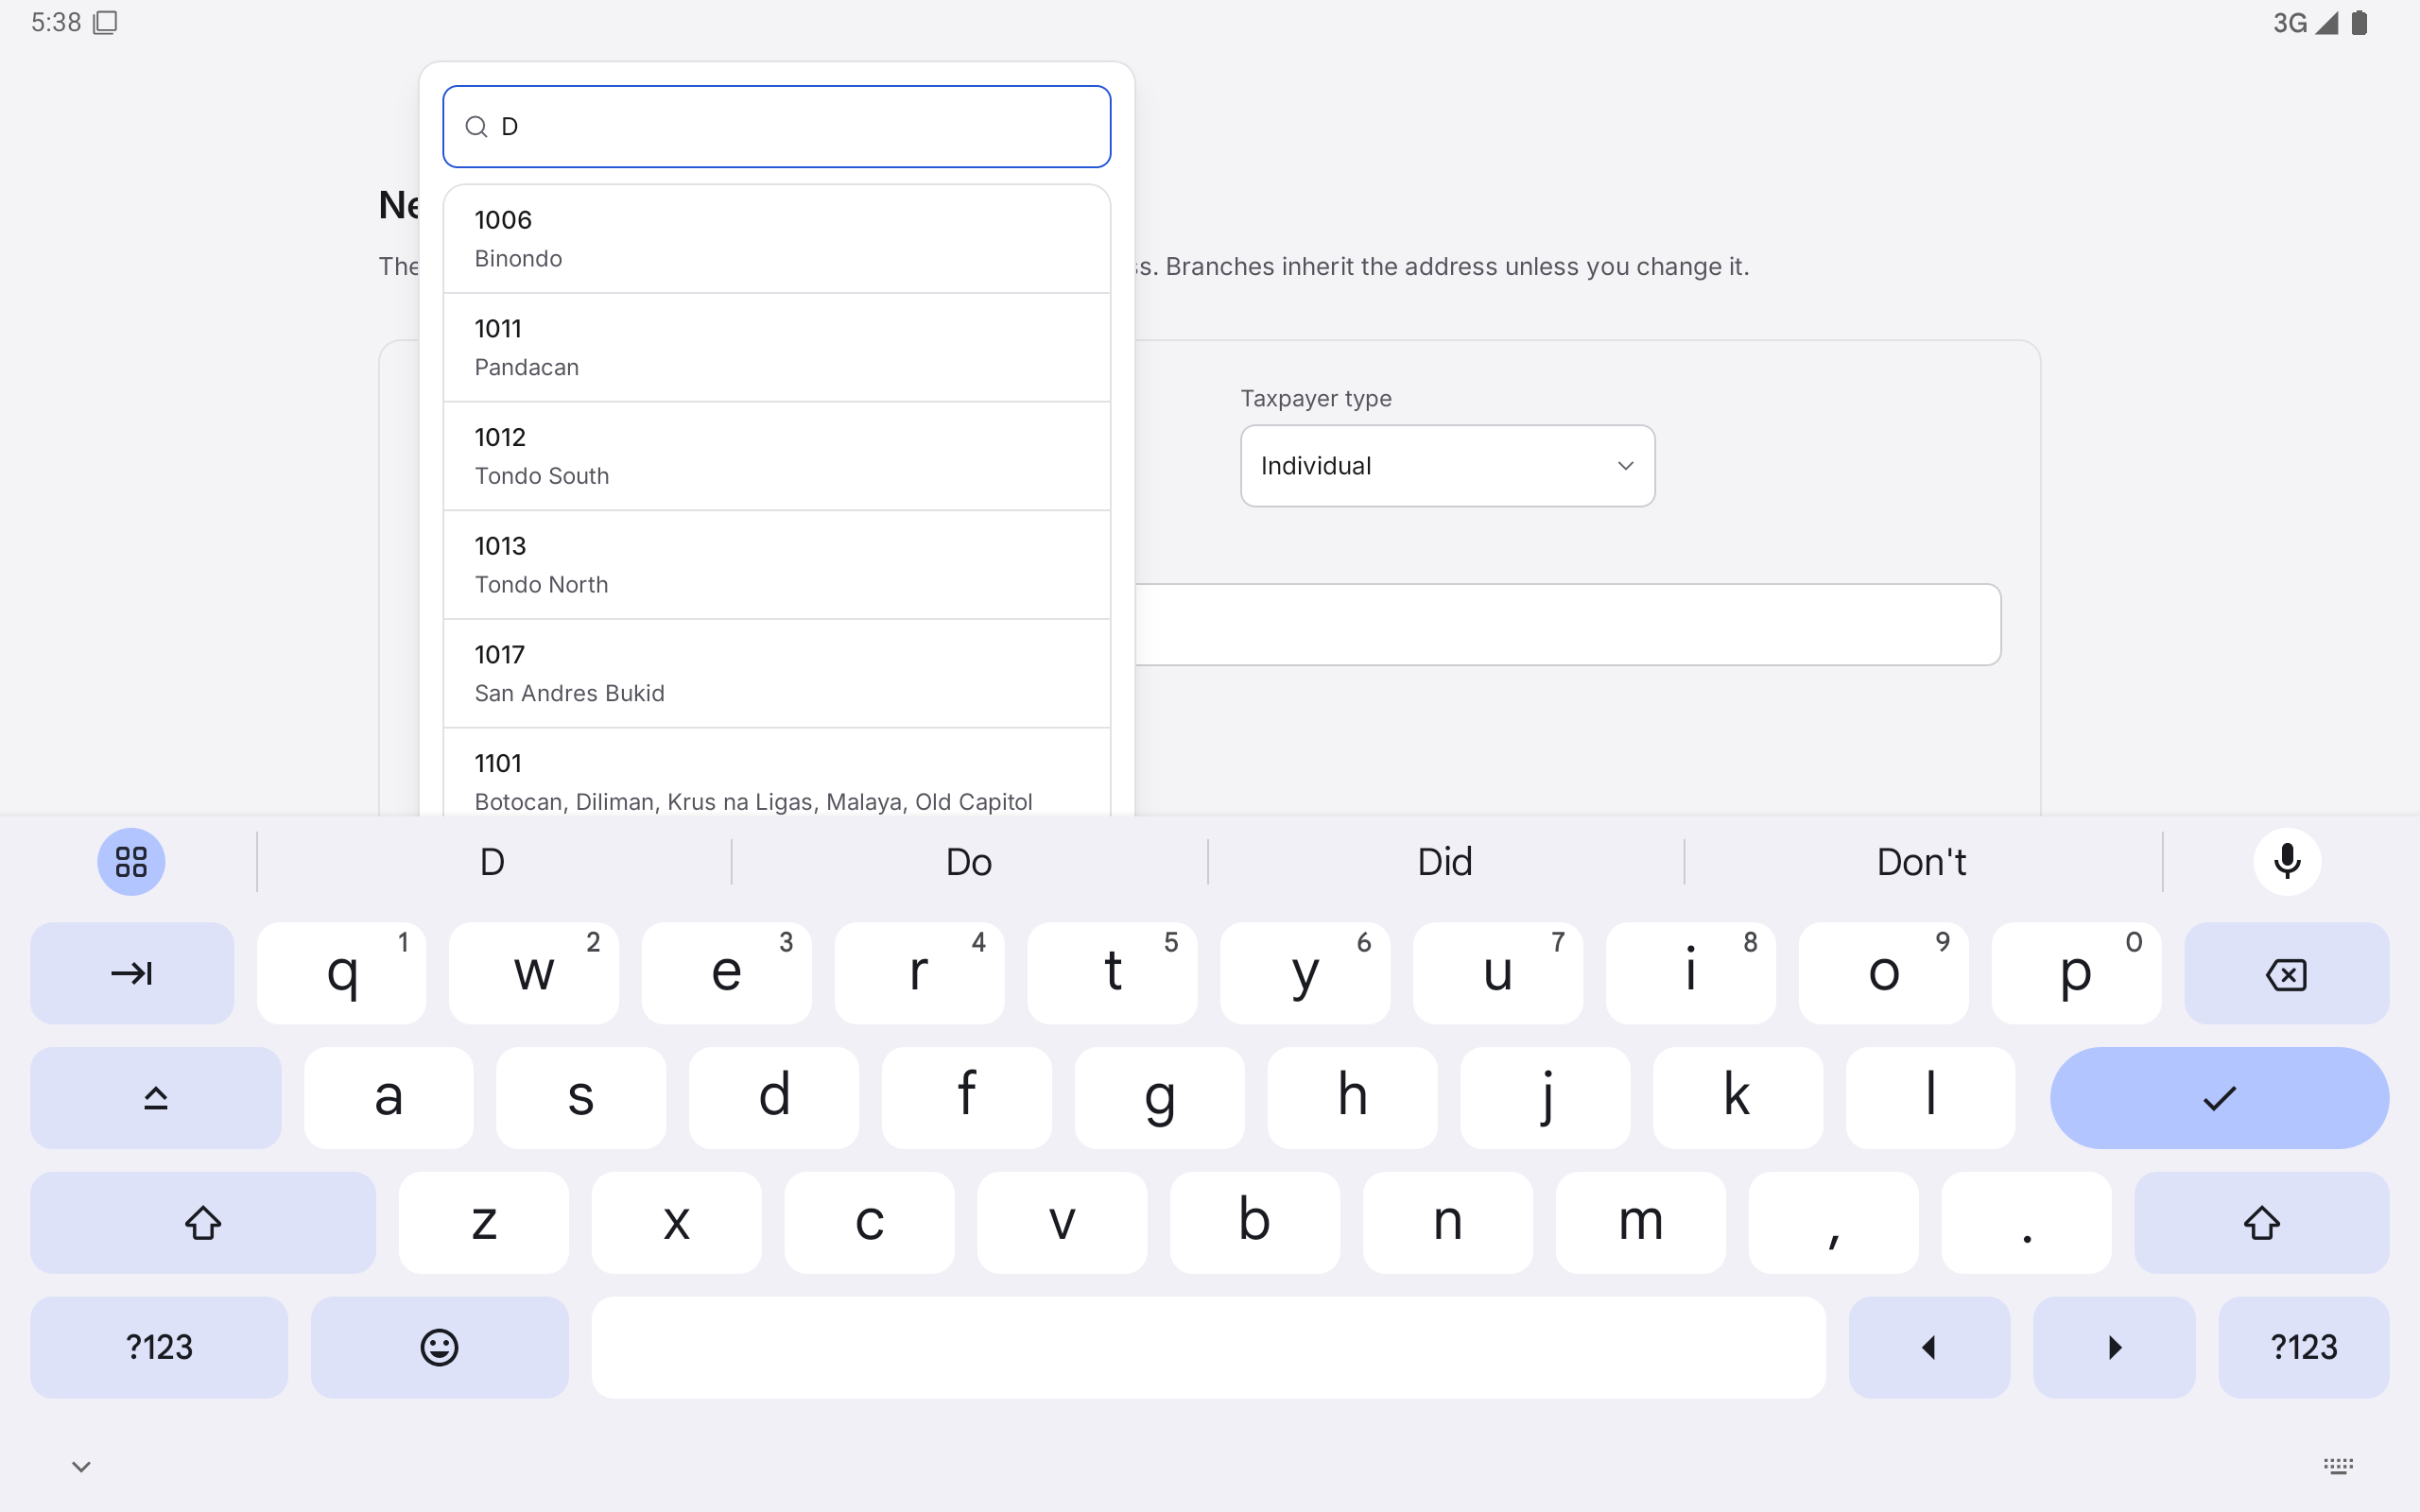 5:38
3G
D
Ne
The
s. Branches inherit the address unless you change it.
1006
Binondo
1011
Pandacan
1012
Tondo South
1013
Tondo North
1017
San Andres Bukid
1101
Botocan, Diliman, Krus na Ligas, Malaya, Old Capitol
Taxpayer type
Individual
D Do Did Don't
q 1 w 2 e 3 r 4 t 5 y 6 u 7 i 8 o 9 p 0
a s d f g h j k l
z x c v b n m , .
?123 ?123